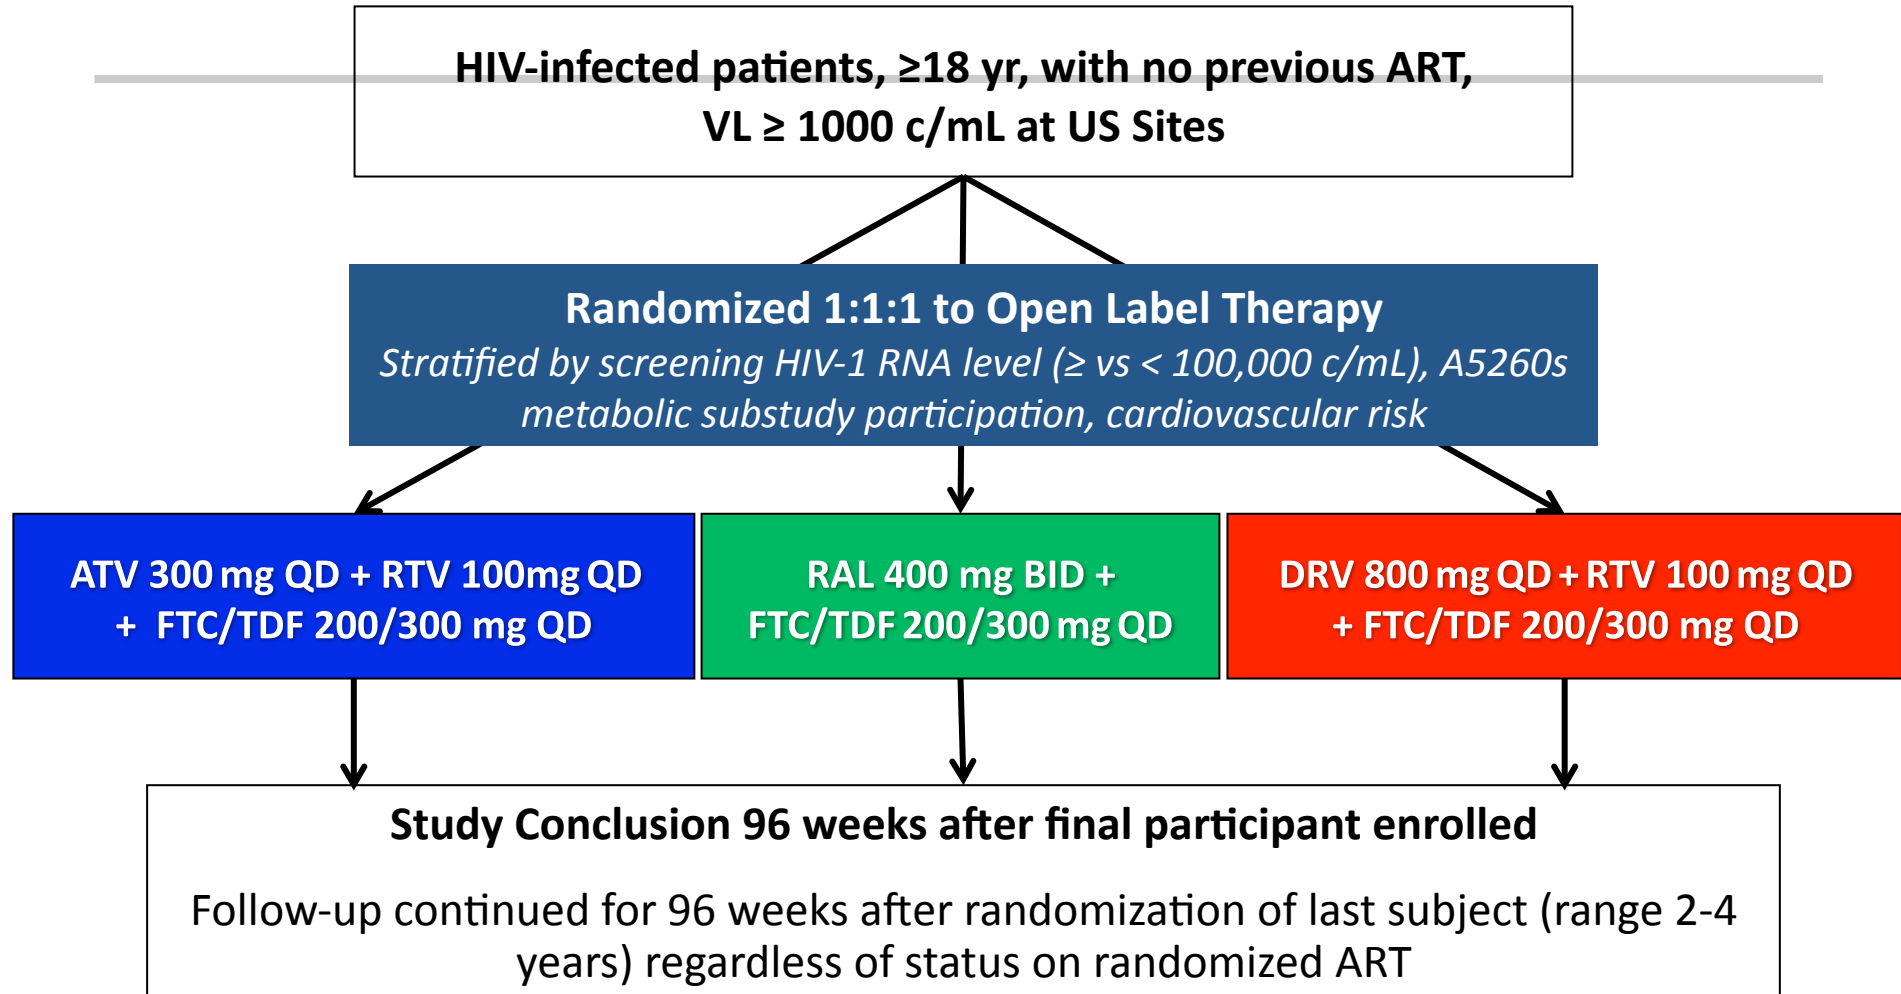 HIV-infected patients, ≥18 yr, with no previous ART,
VL ≥ 1000 c/mL at US Sites
Randomized 1:1:1 to Open Label Therapy
Stratified by screening HIV-1 RNA level (≥ vs < 100,000 c/mL), A5260s
metabolic substudy participation, cardiovascular risk
ATV 300 mg QD + RTV 100mg QD
+ FTC/TDF 200/300 mg QD
RAL 400 mg BID +
FTC/TDF 200/300 mg QD
DRV 800 mg QD + RTV 100 mg QD
+ FTC/TDF 200/300 mg QD
Study Conclusion 96 weeks after final participant enrolled
Follow-up continued for 96 weeks after randomization of last subject (range 2-4
years) regardless of status on randomized ART